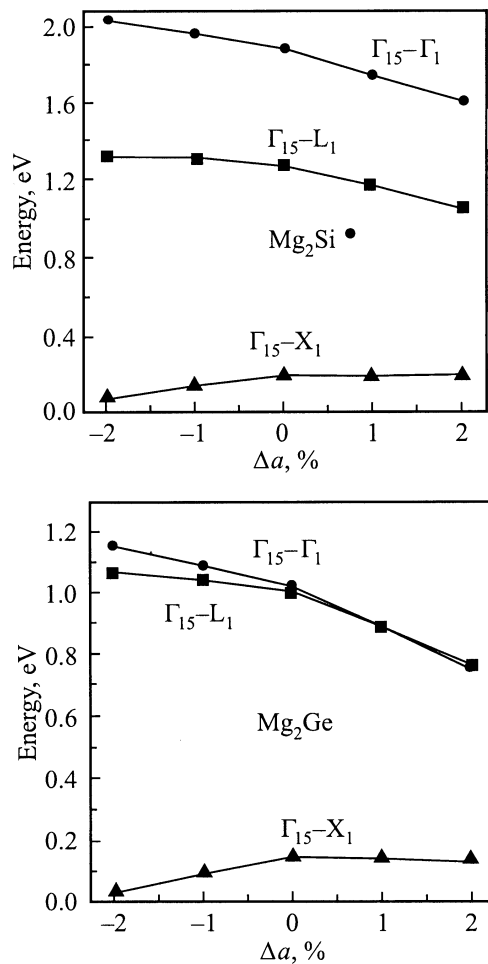 2.0
1.6
1.2
0.8
0.4
0.0
Energy, eV
Γ₁₅–Γ₁
Γ₁₅–L₁
Mg₂Si
Γ₁₅–X₁
−2 −1 0 1 2
Δa, %
1.2
1.0
0.8
0.6
0.4
0.2
0.0
Energy, eV
Γ₁₅–Γ₁
Γ₁₅–L₁
Mg₂Ge
Γ₁₅–X₁
−2 −1 0 1 2
Δa, %